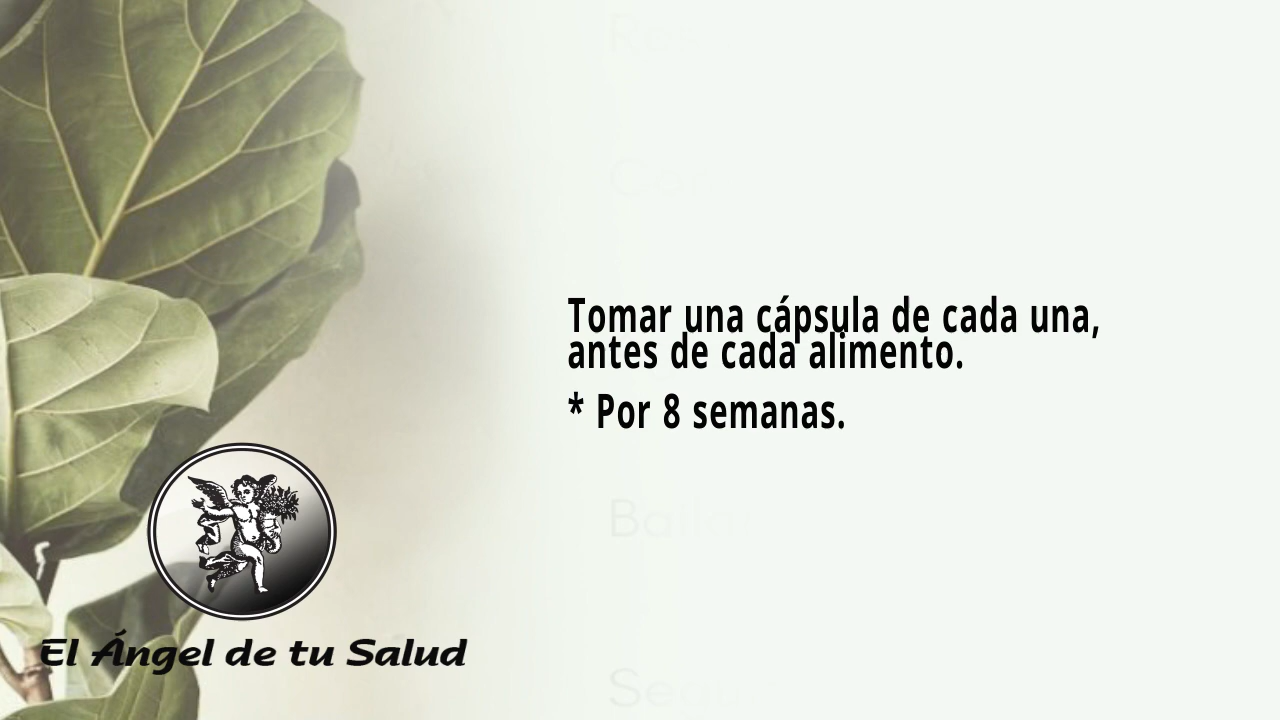 Tomar una cápsula de cada una,
antes de cada alimento.
* Por 8 semanas.
El Ángel de tu Salud